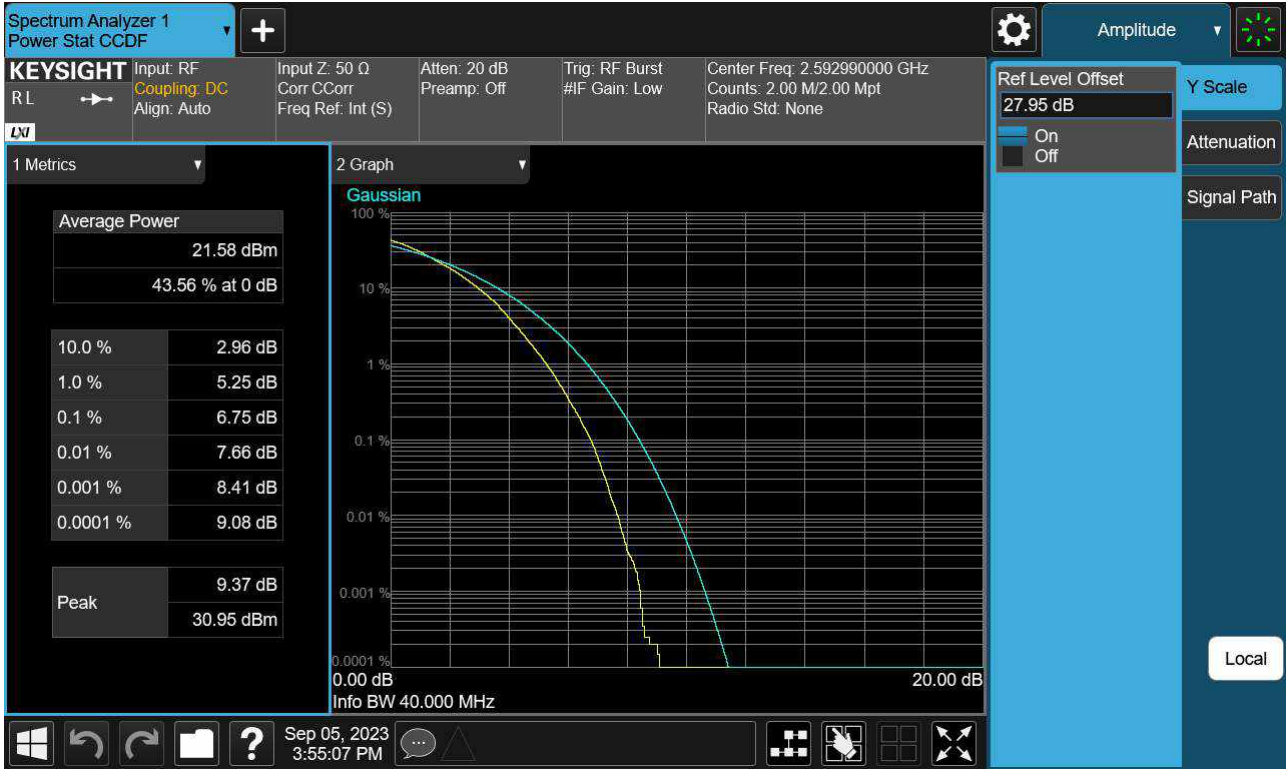 Spectrum Analyzer 1
Power Stat CCDF
▼
+
Amplitude
▼
KEYSIGHT
R L
LXI
Input: RF
Coupling: DC
Align: Auto
Input Z: 50 Ω
Corr CCorr
Freq Ref: Int (S)
Atten: 20 dB
Preamp: Off
Trig: RF Burst
#IF Gain: Low
Center Freq: 2.592990000 GHz
Counts: 2.00 M/2.00 Mpt
Radio Std: None
Ref Level Offset
27.95 dB
On
Off
Y Scale
Attenuation
Signal Path
Local
1 Metrics
▼
Average Power
21.58 dBm
43.56 % at 0 dB
10.0 % 2.96 dB
1.0 % 5.25 dB
0.1 % 6.75 dB
0.01 % 7.66 dB
0.001 % 8.41 dB
0.0001 % 9.08 dB
Peak
9.37 dB
30.95 dBm
2 Graph
▼
Gaussian
100 %
10 %
1 %
0.1 %
0.01 %
0.001 %
0.0001 %
0.00 dB 20.00 dB
Info BW 40.000 MHz
?
Sep 05, 2023
3:55:07 PM